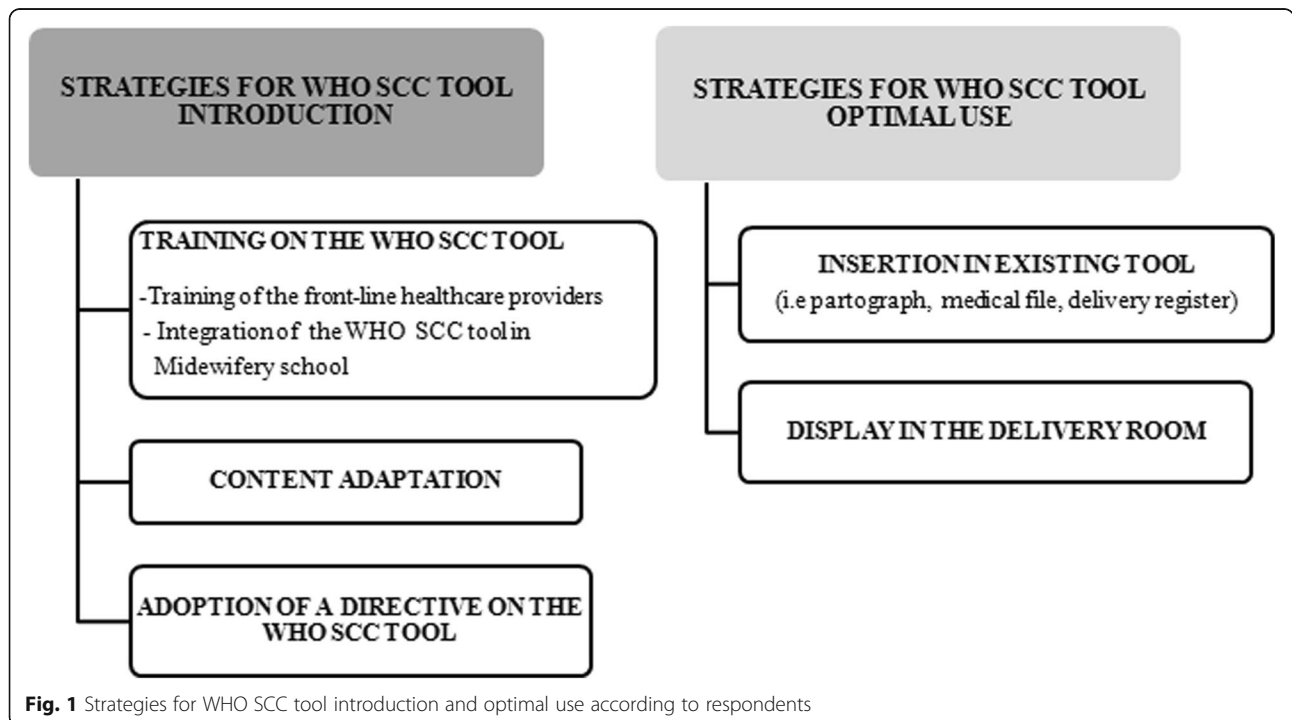 STRATEGIES FOR WHO SCC TOOL
INTRODUCTION
TRAINING ON THE WHO SCC TOOL
-Training of the front-line healthcare providers
- Integration of the WHO SCC tool in
Midewifery school
CONTENT ADAPTATION
ADOPTION OF A DIRECTIVE ON THE
WHO SCC TOOL
STRATEGIES FOR WHO SCC TOOL
OPTIMAL USE
INSERTION IN EXISTING TOOL
(i.e partograph, medical file, delivery register)
DISPLAY IN THE DELIVERY ROOM
Fig. 1 Strategies for WHO SCC tool introduction and optimal use according to respondents